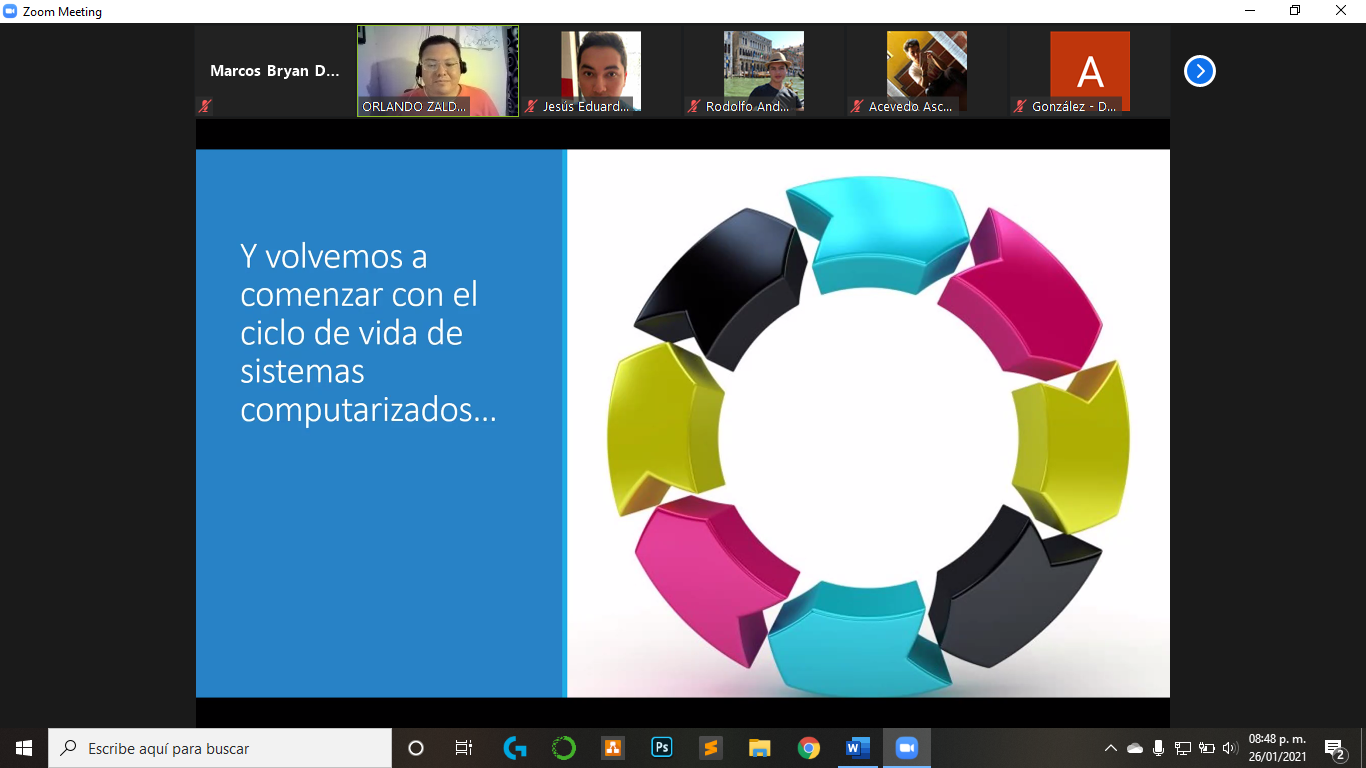 Zoom Meeting
Marcos Bryan D...
ORLANDO ZALD...
Jesús Eduard...
Rodolfo And...
Acevedo Asc...
A
González - D...
Y volvemos a
comenzar con el
ciclo de vida de
sistemas
computarizados...
Escribe aquí para buscar
Ps
W
08:48 p. m.
26/01/2021
2